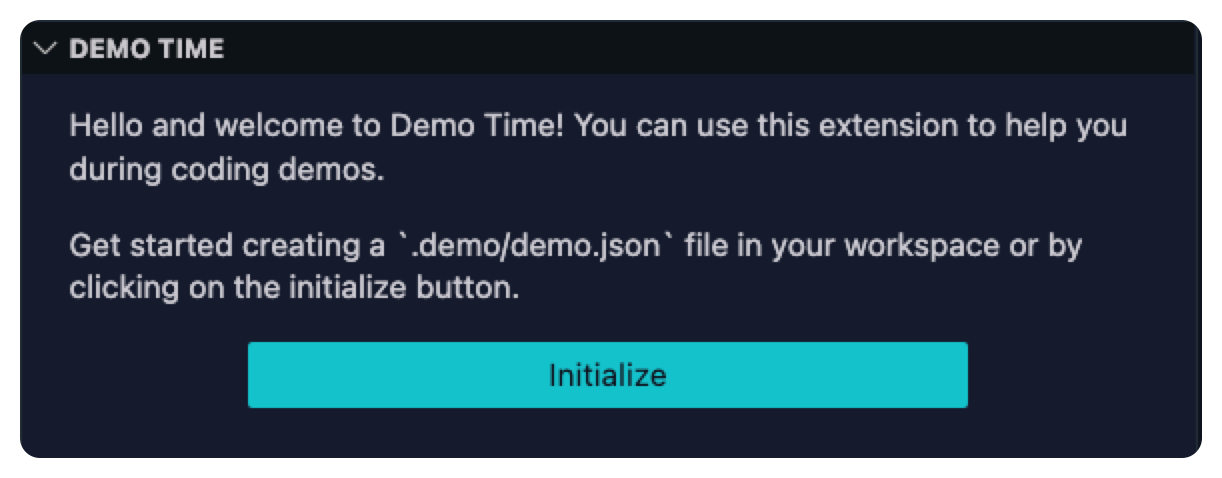 DEMO TIME
Hello and welcome to Demo Time! You can use this extension to help you
during coding demos.
Get started creating a `.demo/demo.json` file in your workspace or by
clicking on the initialize button.
Initialize